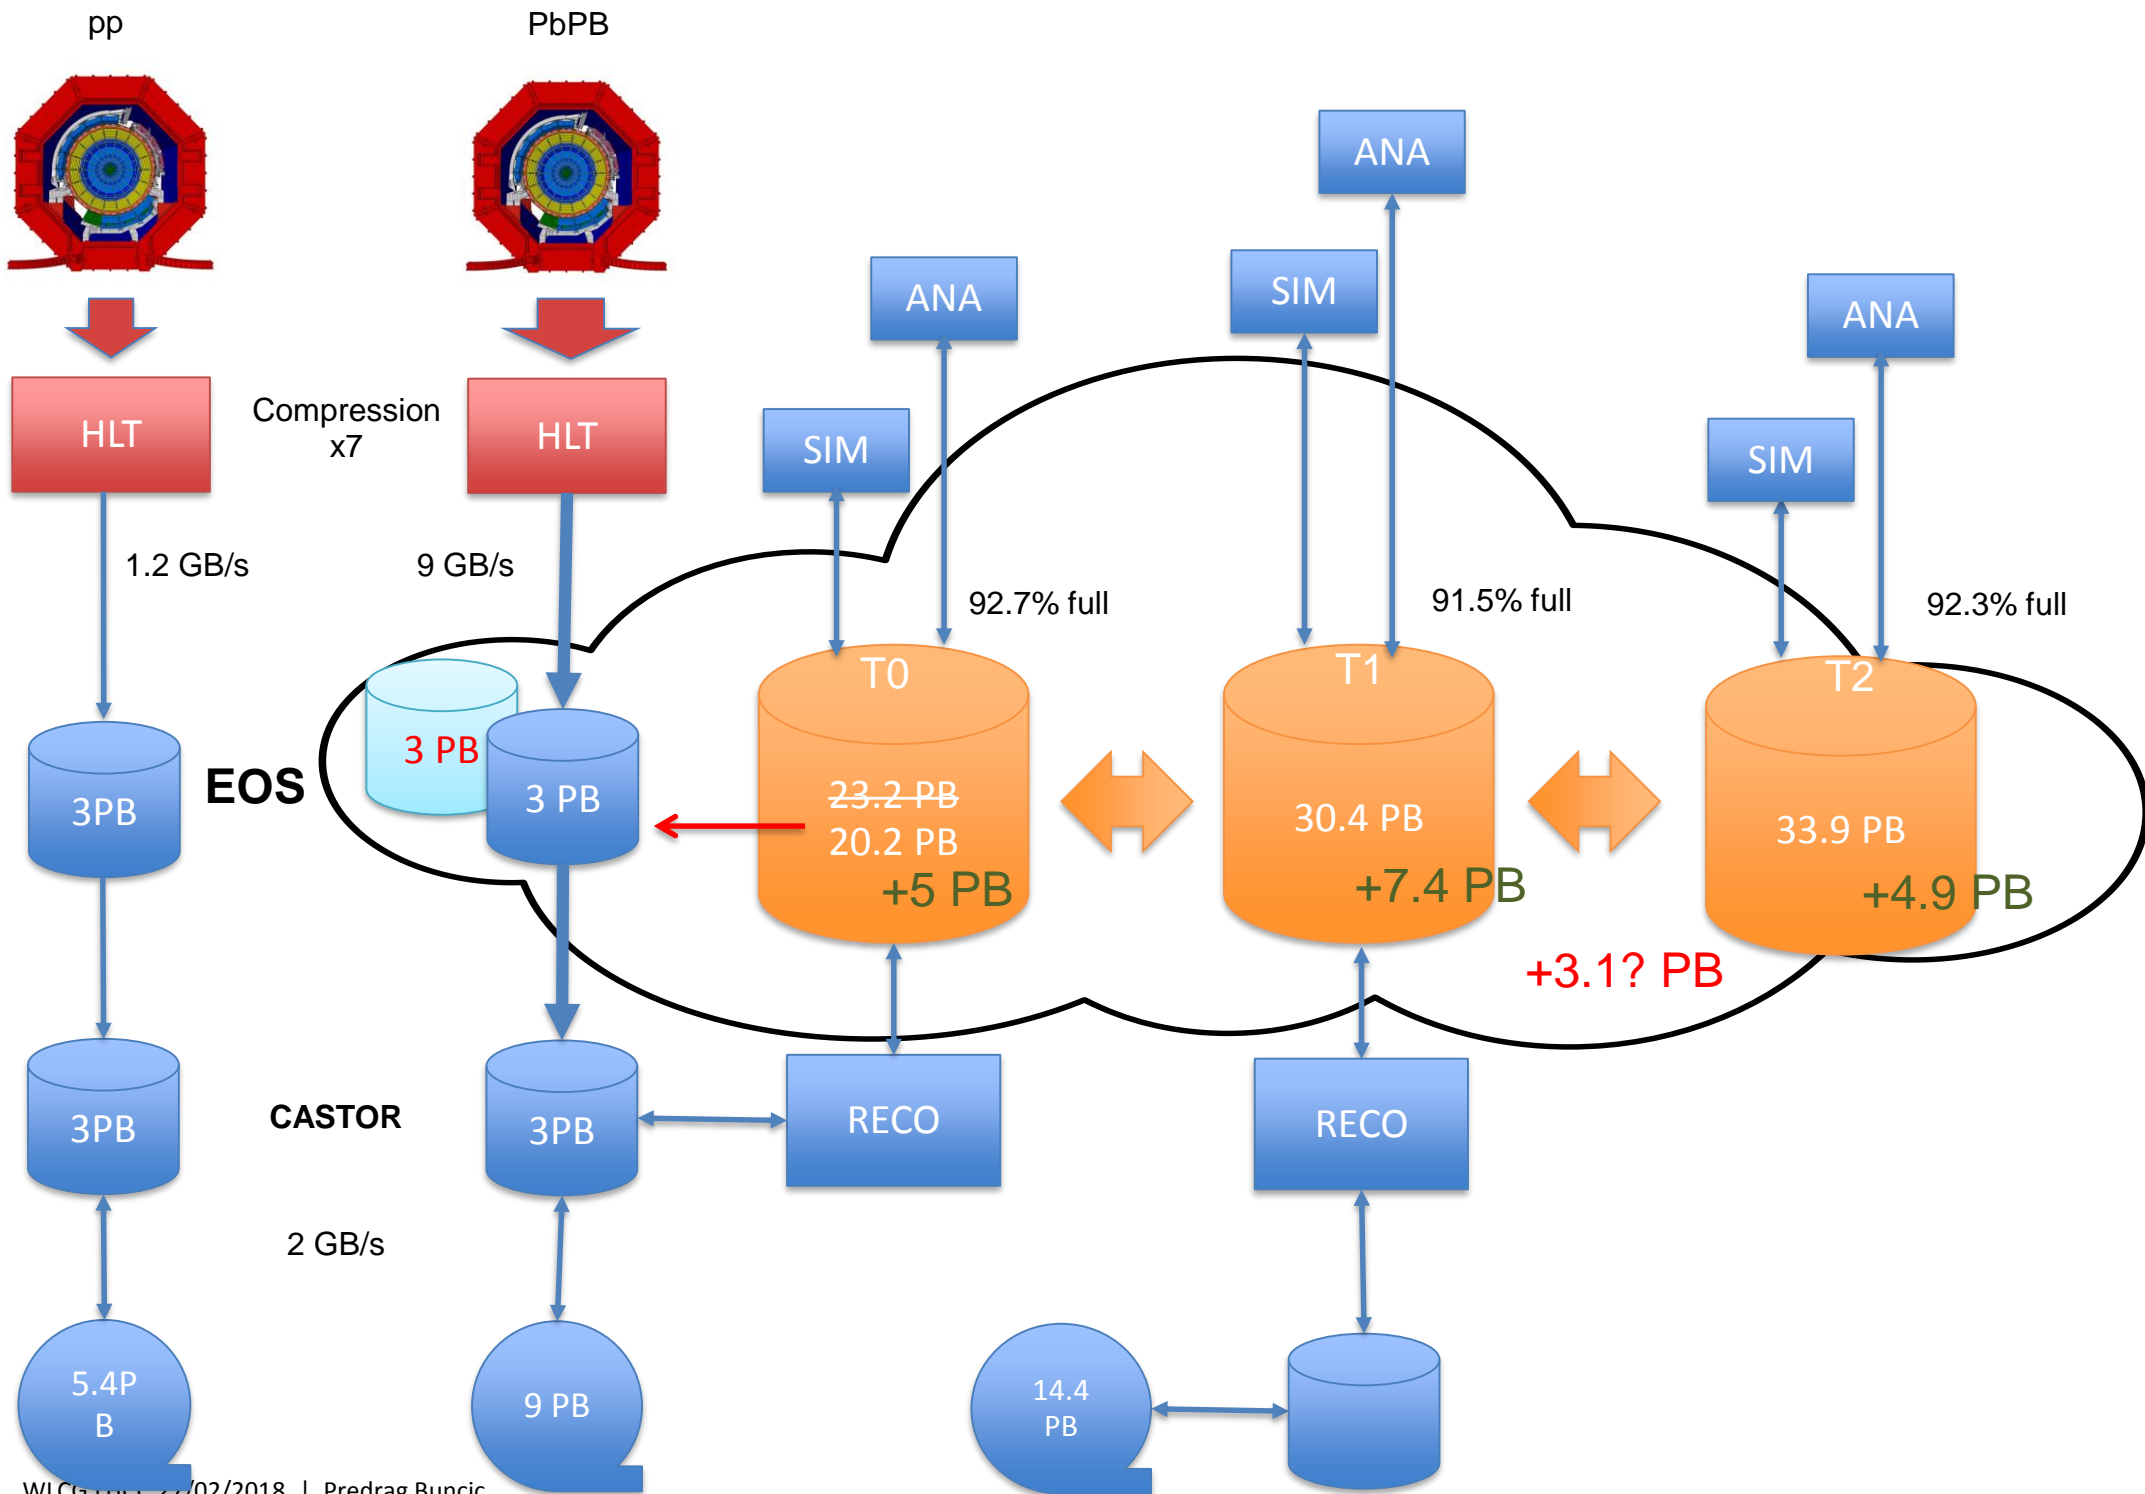 pp
PbPB
ANA
SIM
ANA
ANA
HLT
Compression
x7
HLT
SIM
SIM
1.2 GB/s
9 GB/s
92.7% full
91.5% full
92.3% full
T0
T1
T2
3 PB
3PB
EOS
3 PB
23.2 PB
20.2 PB
+5 PB
30.4 PB
+7.4 PB
33.9 PB
+4.9 PB
+3.1? PB
3PB
CASTOR
3PB
RECO
RECO
2 GB/s
5.4P
B
9 PB
14.4
PB
WLCG /02/2018 | Predrag Buncic